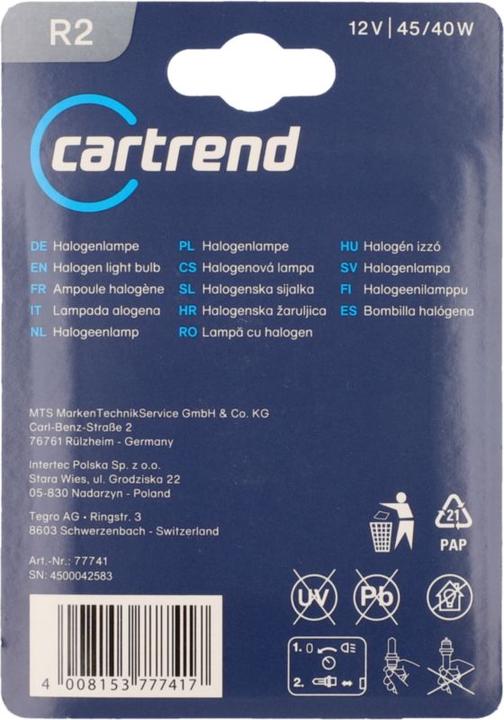 R2
12V | 45/40W
cartrend
DE Halogenlampe
EN Halogen light bulb
FR Ampoule halogène
IT Lampada alogena
NL Halogeenlamp
PL Halogenlampe
CS Halogenová lampa
SL Halogenska sijalka
HR Halogenska žaruljica
RO Lampă cu halogen
HU Halogén izzó
SV Halogenlampa
FI Halogeenilamppu
ES Bombilla halógena
MTS MarkenTechnikService GmbH & Co. KG
Carl-Benz-Straße 2
76761 Rülzheim - Germany
Intertec Polska Sp. z o.o.
Stara Wies, ul. Grodziska 22
05-830 Nadarzyn - Poland
Tegro AG • Ringstr. 3
8603 Schwerzenbach - Switzerland
Art.-Nr.: 77741
SN: 4500042583
21
PAP
UV
Pb
1. 0
2.
4 008153 777417